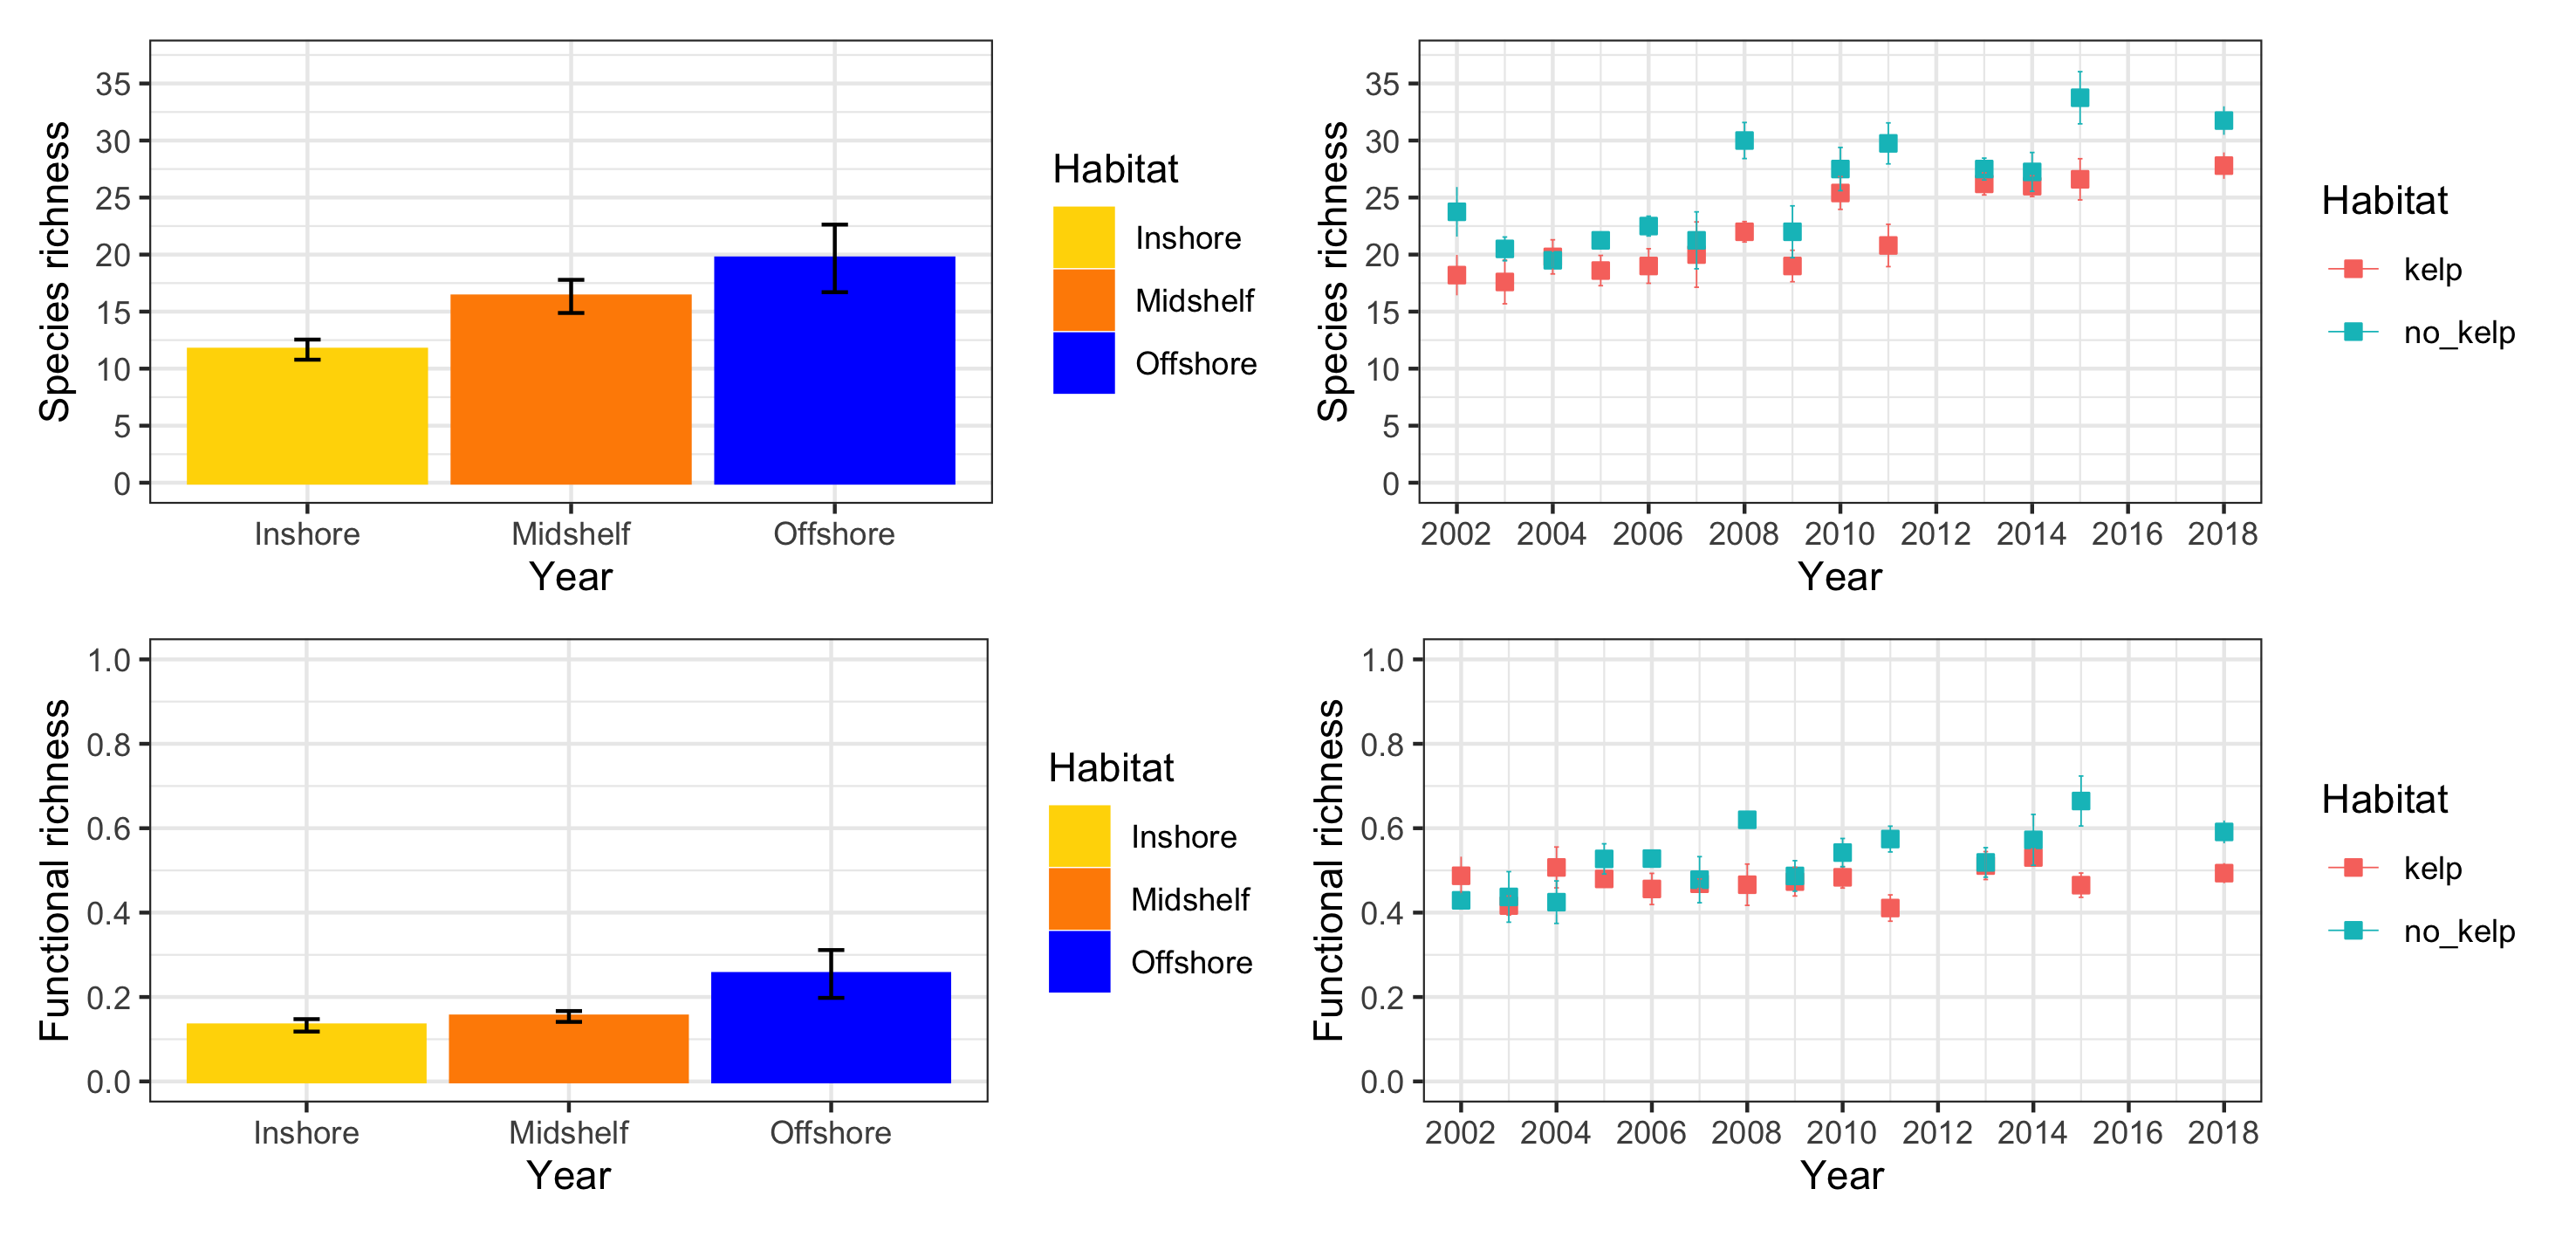 Species richness
35
30
25
20
15
10
5
0
Inshore Midshelf Offshore
Year
Habitat
Inshore
Midshelf
Offshore
Species richness
35
30
25
20
15
10
5
0
2002 2004 2006 2008 2010 2012 2014 2016 2018
Year
Habitat
kelp
no_kelp
Functional richness
1.0
0.8
0.6
0.4
0.2
0.0
Inshore Midshelf Offshore
Year
Habitat
Inshore
Midshelf
Offshore
Functional richness
1.0
0.8
0.6
0.4
0.2
0.0
2002 2004 2006 2008 2010 2012 2014 2016 2018
Year
Habitat
kelp
no_kelp